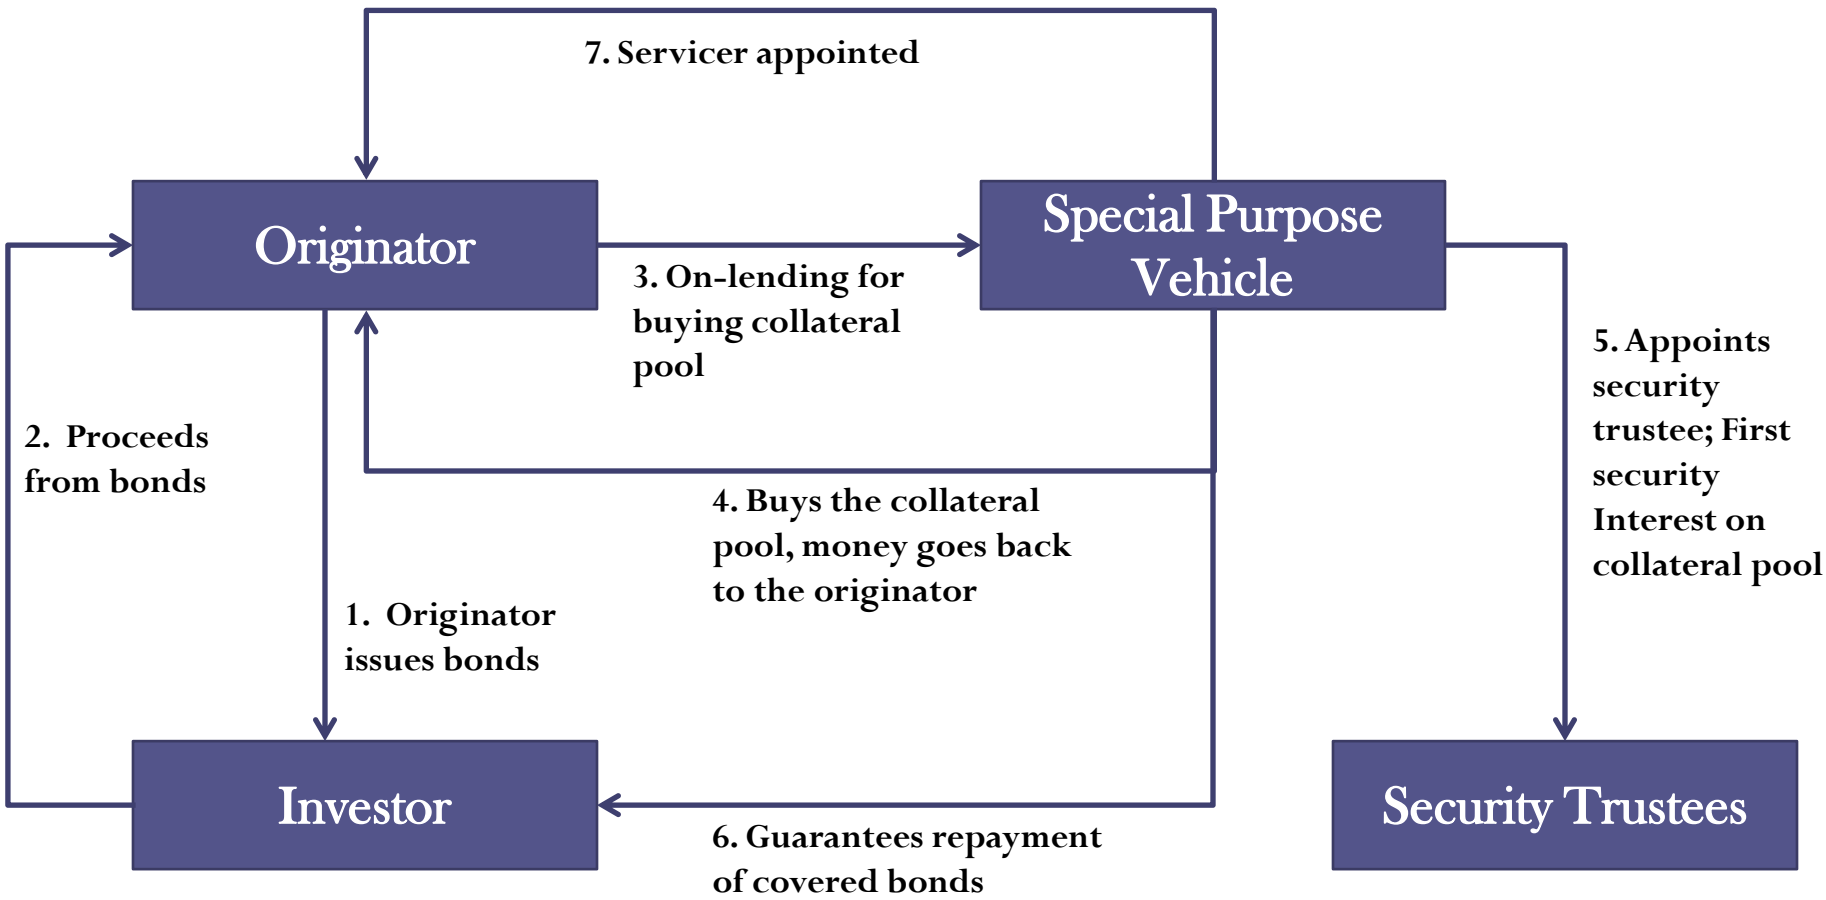 7. Servicer appointed
Originator
Special Purpose
Vehicle
3. On-lending for
buying collateral
pool
5. Appoints
security
trustee; First
security
Interest on
collateral pool
2. Proceeds
from bonds
4. Buys the collateral
pool, money goes back
to the originator
1. Originator
issues bonds
Investor
Security Trustees
6. Guarantees repayment
of covered bonds